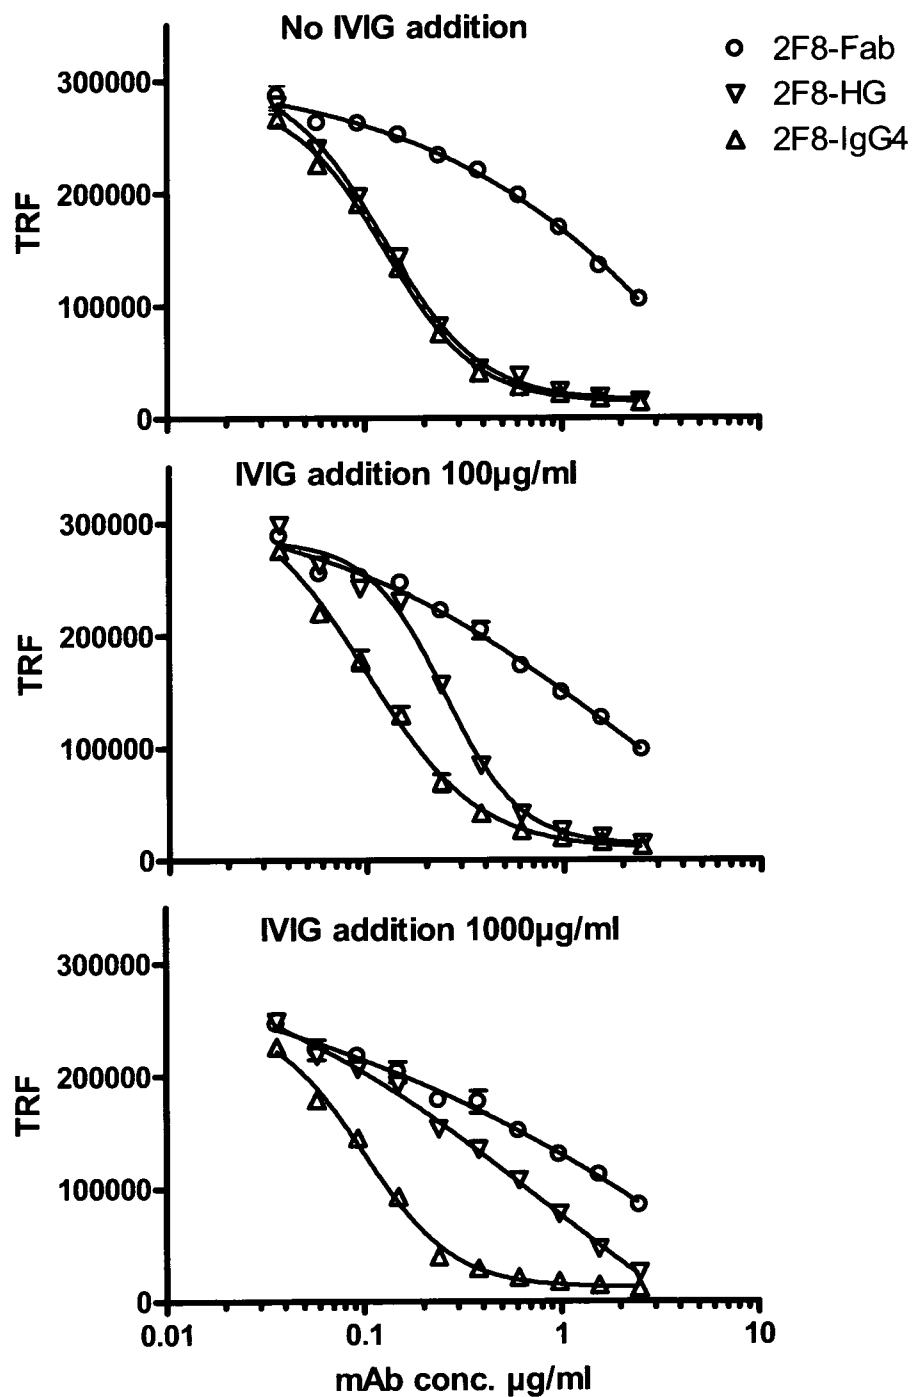 No IVIG addition
2F8-Fab
2F8-HG
2F8-IgG4
300000
200000
100000
0
TRF
IVIG addition 100µg/ml
300000
200000
100000
0
TRF
IVIG addition 1000µg/ml
300000
200000
100000
0
TRF
0.01 0.1 1 10
mAb conc. µg/ml